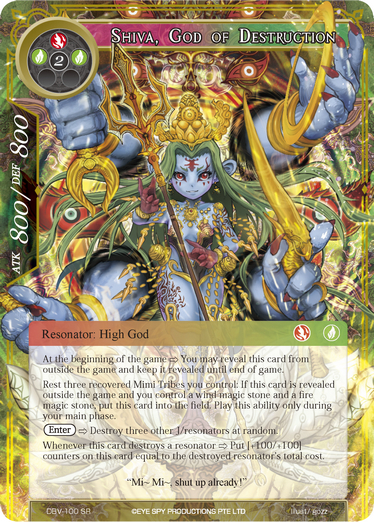 Shiva, God of Destruction
2
ATK 800/ DEF 800
Resonator: High God
At the beginning of the game ⇨ You may reveal this card from
outside the game and keep it revealed until end of game.
Rest three recovered Mimi Tribes you control: If this card is revealed
outside the game and you control a wind magic stone and a fire
magic stone, put this card into the field. Play this ability only during
your main phase.
Enter ⇨ Destroy three other J/resonators at random.
Whenever this card destroys a resonator ⇨ Put [+100/+100]
counters on this card equal to the destroyed resonator's total cost.
"Mi~ Mi~, shut up already!"
CBV-100 SR
©EYE SPY PRODUCTIONS PTE LTD
Illust/